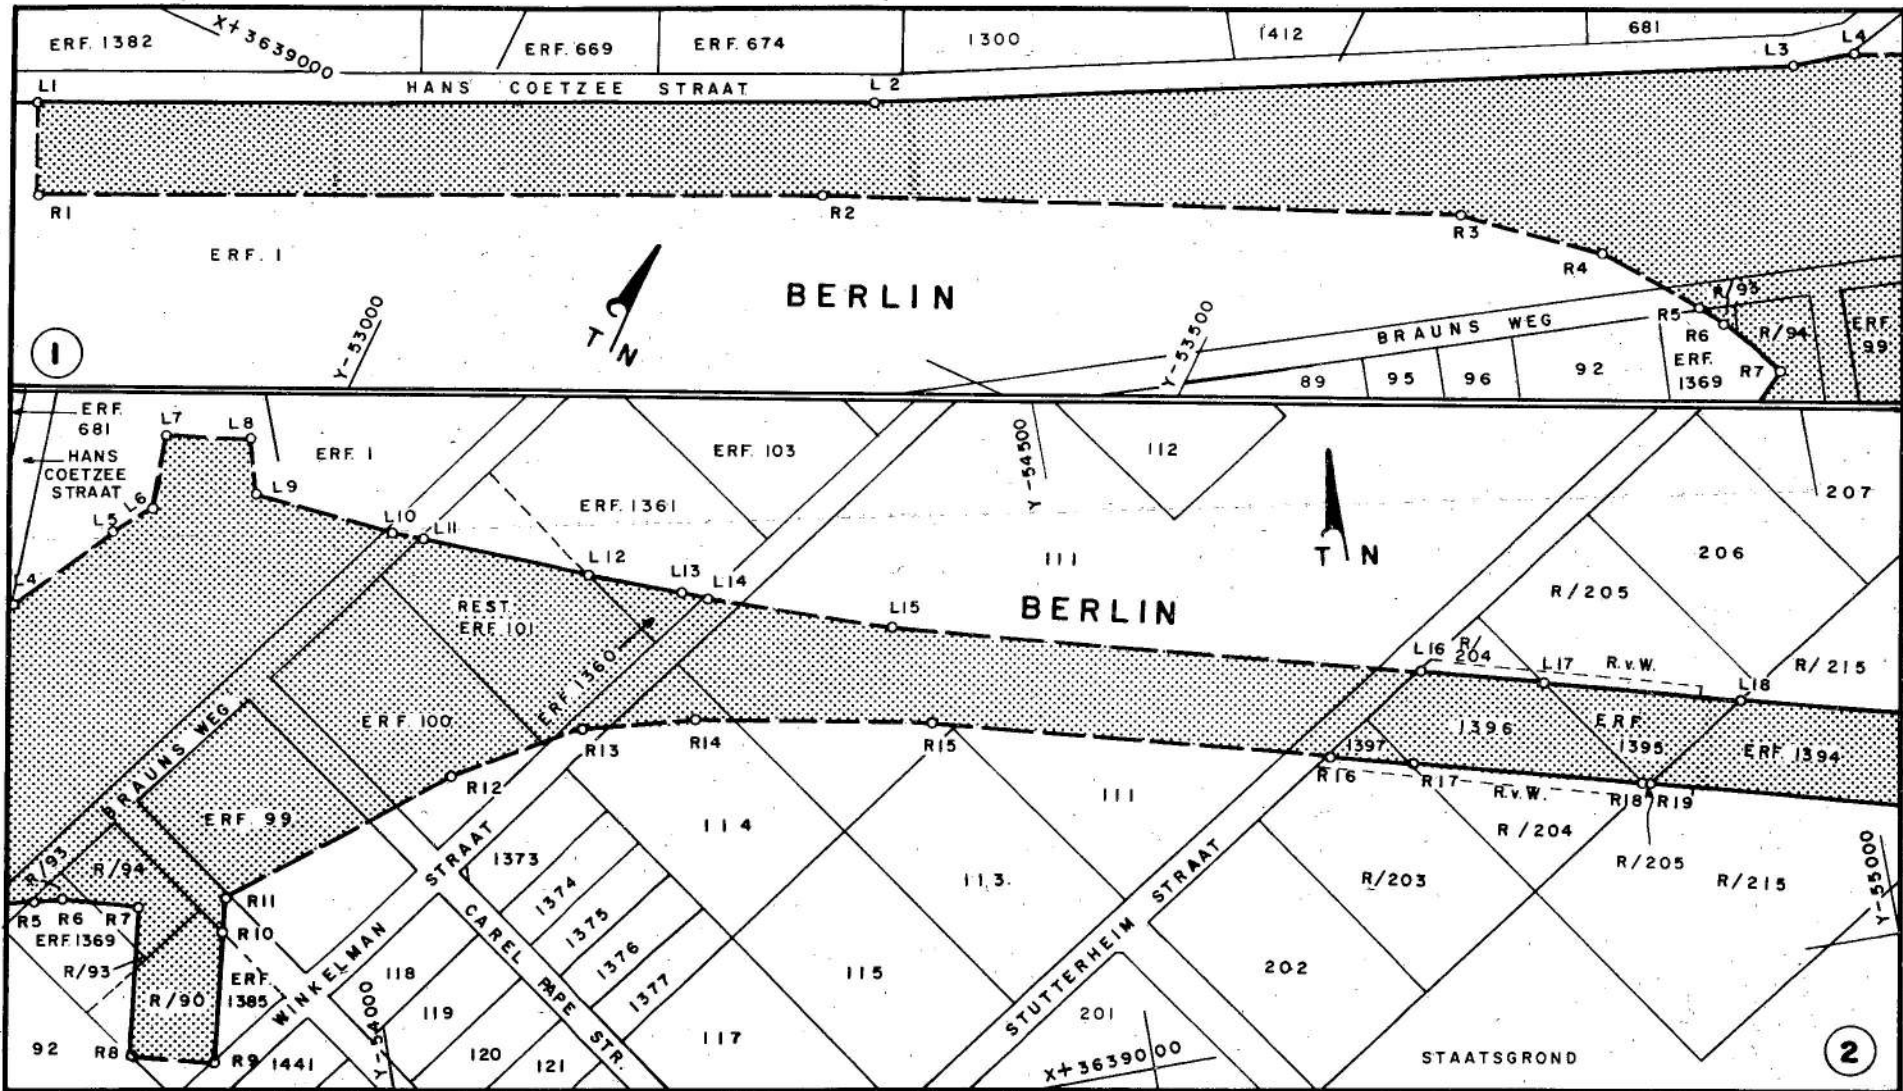 ERF. 1382
X+3639000
ERF. 669
ERF. 674
1300
1412
681
L3
L4
L1
HANS COETZEE STRAAT
L2
R1
R2
R3
R4
ERF. 1
BERLIN
T N
Y-53000
Y-53500
BRAUNS WEG
R5
R/93
R6
R/94
ERF.
99
ERF.
1369
R7
89
95
96
92
1
ERF.
681
L7
L8
ERF. 1
ERF. 103
Y-54500
112
HANS
COETZEE
STRAAT
L6
L5
L9
L10
L11
ERF. 1361
207
L4
L12
L13
L14
111
T N
206
REST.
ERF. 101
L15
BERLIN
R/205
ERF. 1360
L16
R/
204
L17
R.v.W.
R/215
L18
BRAUNS WEG
ERF. 100
R13
R14
R15
1397
1396
ERF.
1395
ERF. 1394
R12
R16
R17
R.v.W.
R18
R19
ERF. 99
114
111
R/204
R/205
R/93
R/94
1373
STRAAT
113
R/203
R/215
Y-55000
R5
R6
R7
R11
1374
ERF. 1369
R10
1375
CAREL PAPE STR.
R/93
WINKELMAN
118
1376
115
STUTTERHEIM STRAAT
202
R/90
ERF.
1385
119
1377
201
92
R8
R9
1441
Y-54000
120
121
117
X+3639000
STAATSGROND
2